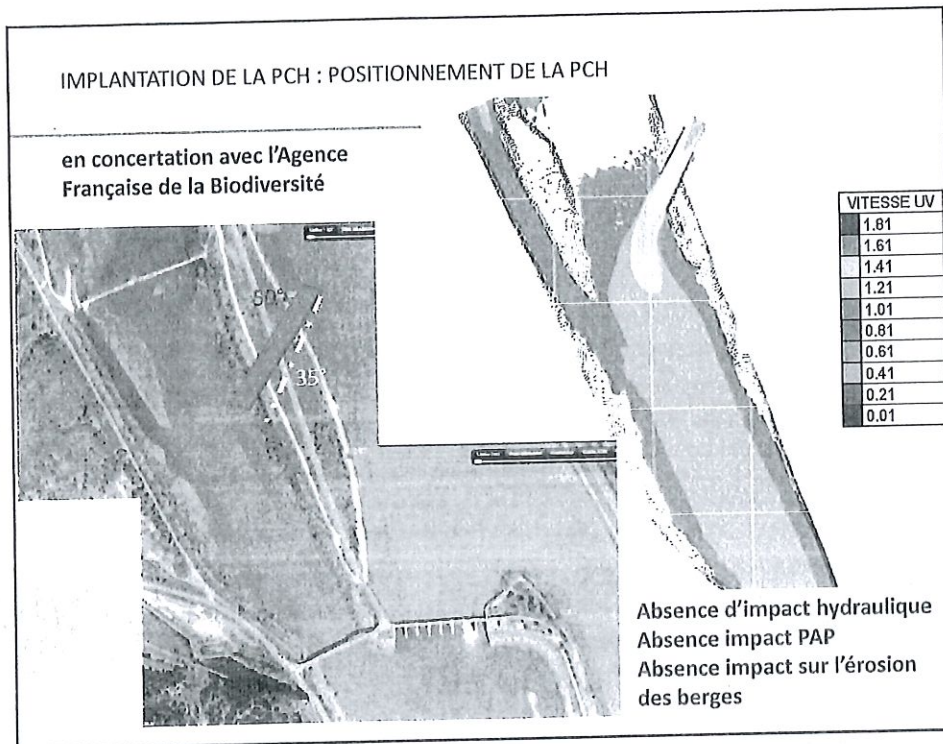 IMPLANTATION DE LA PCH : POSITIONNEMENT DE LA PCH
en concertation avec l'Agence
Française de la Biodiversité
35°
VITESSE UV
1.81
1.61
1.41
1.21
1.01
0.81
0.61
0.41
0.21
0.01
Absence d'impact hydraulique
Absence impact PAP
Absence impact sur l'érosion
des berges